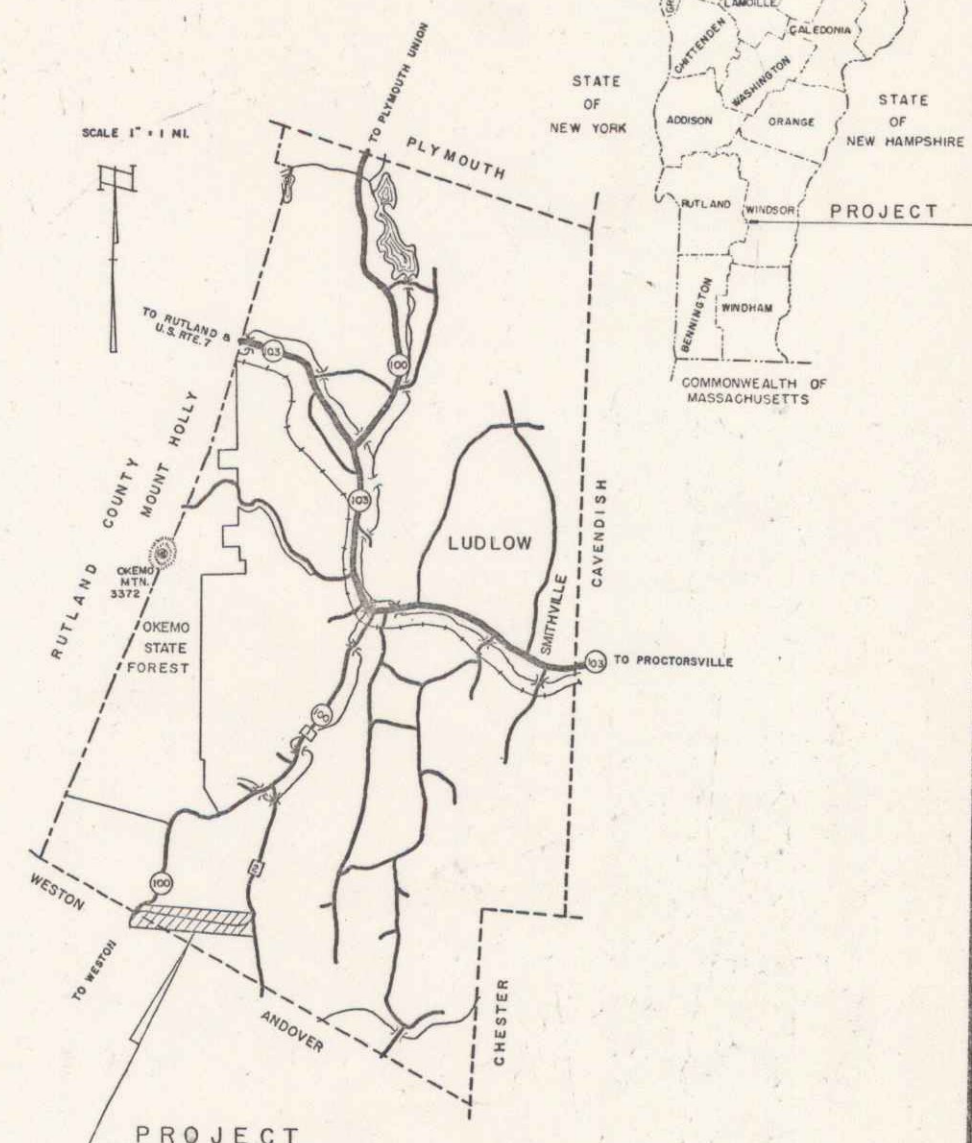 LAMOILLE
CHITTENDEN
CALEDONIA
WASHINGTON
STATE
OF
NEW YORK
ADDISON
ORANGE
STATE
OF
NEW HAMPSHIRE
RUTLAND
WINDSOR
PROJECT
BENNINGTON
WINDHAM
COMMONWEALTH OF
MASSACHUSETTS
SCALE 1" = 1 MI.
TO PLYMOUTH UNION
PLYMOUTH
TO RUTLAND &
U.S. RTE. 7
103
100
RUTLAND COUNTY
MOUNT HOLLY
103
LUDLOW
CAVENDISH
OKEMO
MTN.
3372
OKEMO
STATE
FOREST
SMITHVILLE
103
TO PROCTORSVILLE
100
2
100
WESTON
TO WESTON
ANDOVER
CHESTER
PROJECT